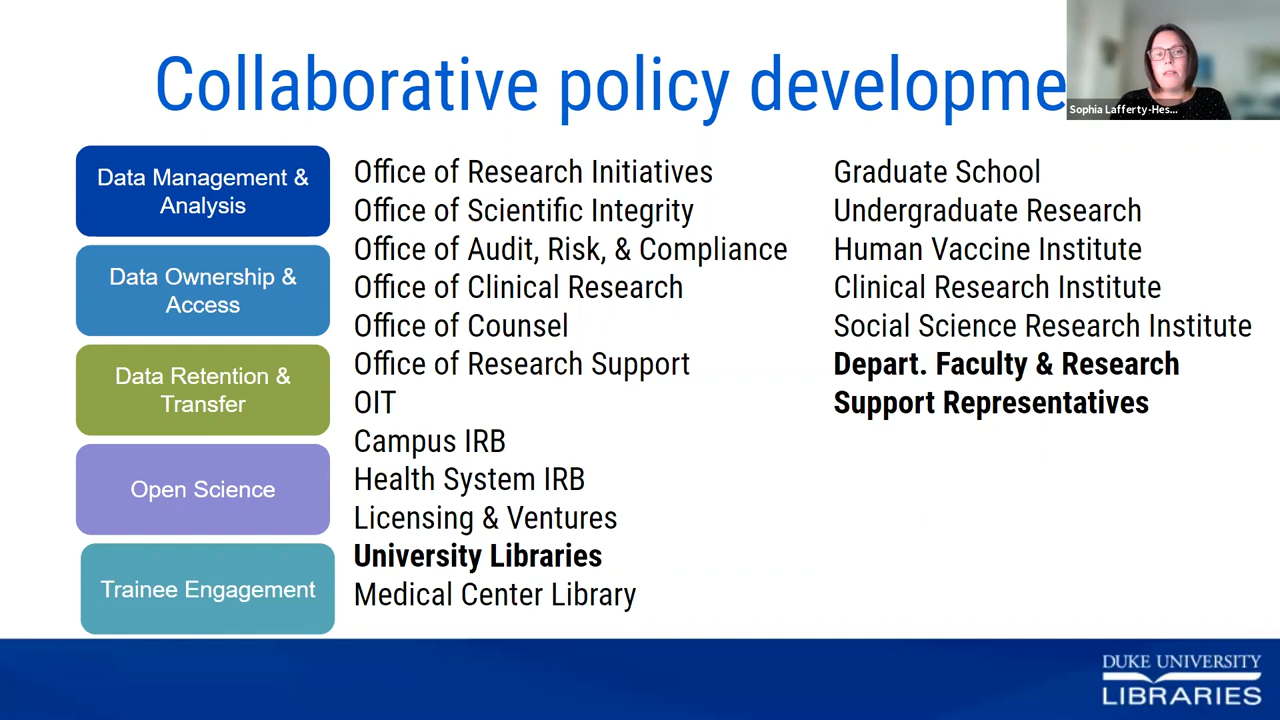 Collaborative policy developme
Sophia Lafferty-Hes...
Data Management &
Analysis
Data Ownership &
Access
Data Retention &
Transfer
Open Science
Trainee Engagement
Office of Research Initiatives
Office of Scientific Integrity
Office of Audit, Risk, & Compliance
Office of Clinical Research
Office of Counsel
Office of Research Support
OIT
Campus IRB
Health System IRB
Licensing & Ventures
University Libraries
Medical Center Library
Graduate School
Undergraduate Research
Human Vaccine Institute
Clinical Research Institute
Social Science Research Institute
Depart. Faculty & Research
Support Representatives
DUKE UNIVERSITY
LIBRARIES